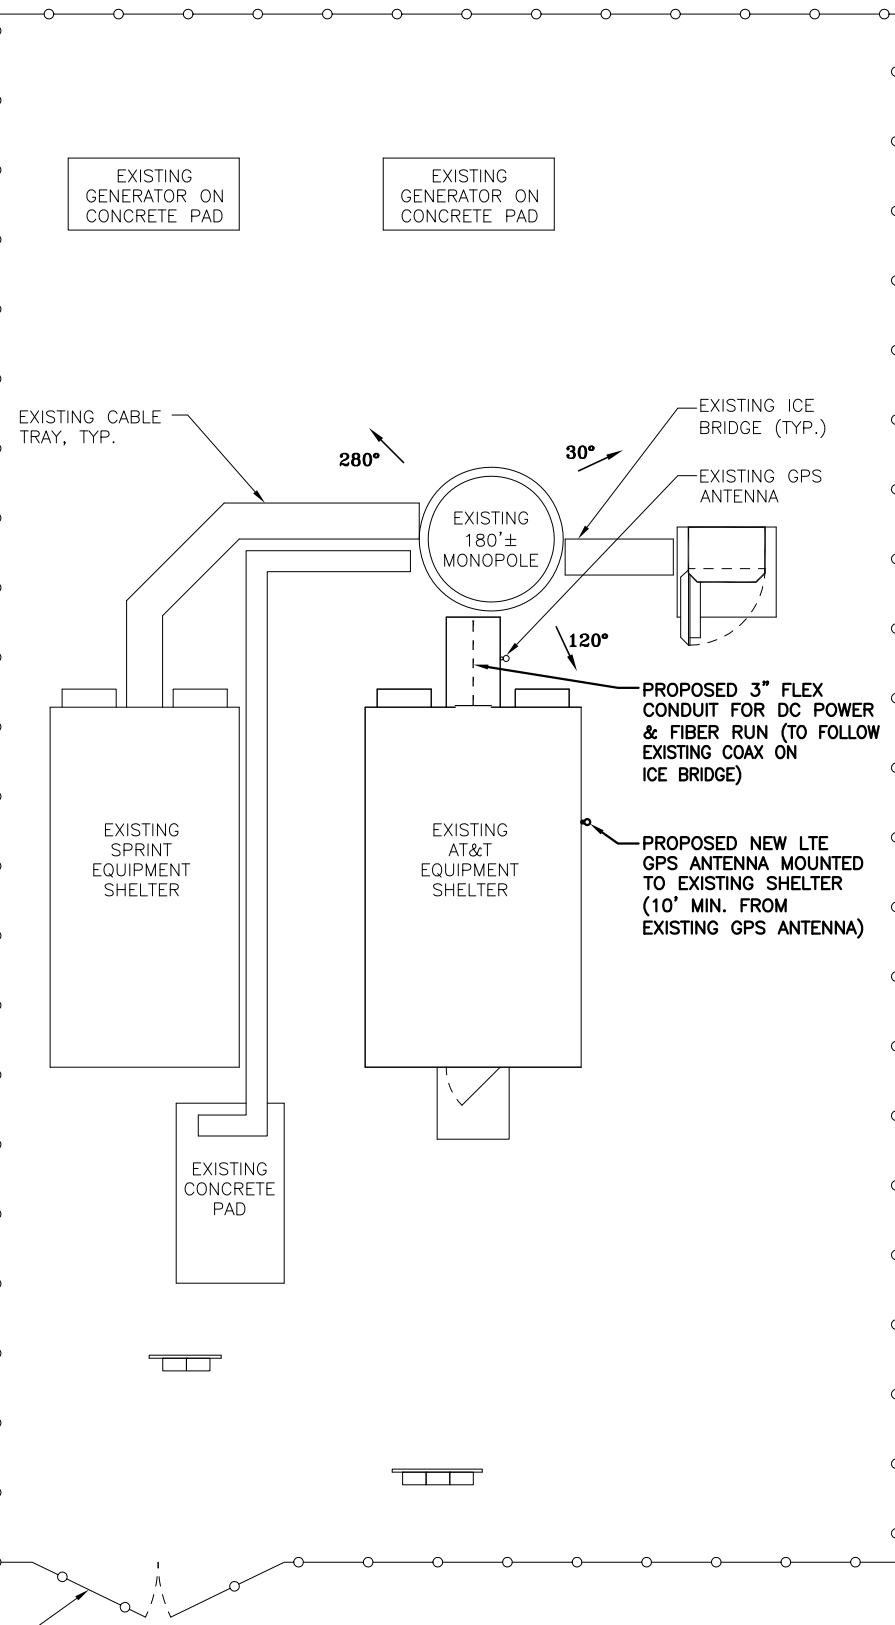 EXISTING
GENERATOR ON
CONCRETE PAD
EXISTING
GENERATOR ON
CONCRETE PAD
EXISTING CABLE
TRAY, TYP.
280°
30°
EXISTING ICE
BRIDGE (TYP.)
EXISTING GPS
ANTENNA
EXISTING
180'±
MONOPOLE
120°
PROPOSED 3" FLEX
CONDUIT FOR DC POWER
& FIBER RUN (TO FOLLOW
EXISTING COAX ON
ICE BRIDGE)
EXISTING
SPRINT
EQUIPMENT
SHELTER
EXISTING
AT&T
EQUIPMENT
SHELTER
PROPOSED NEW LTE
GPS ANTENNA MOUNTED
TO EXISTING SHELTER
(10' MIN. FROM
EXISTING GPS ANTENNA)
EXISTING
CONCRETE
PAD